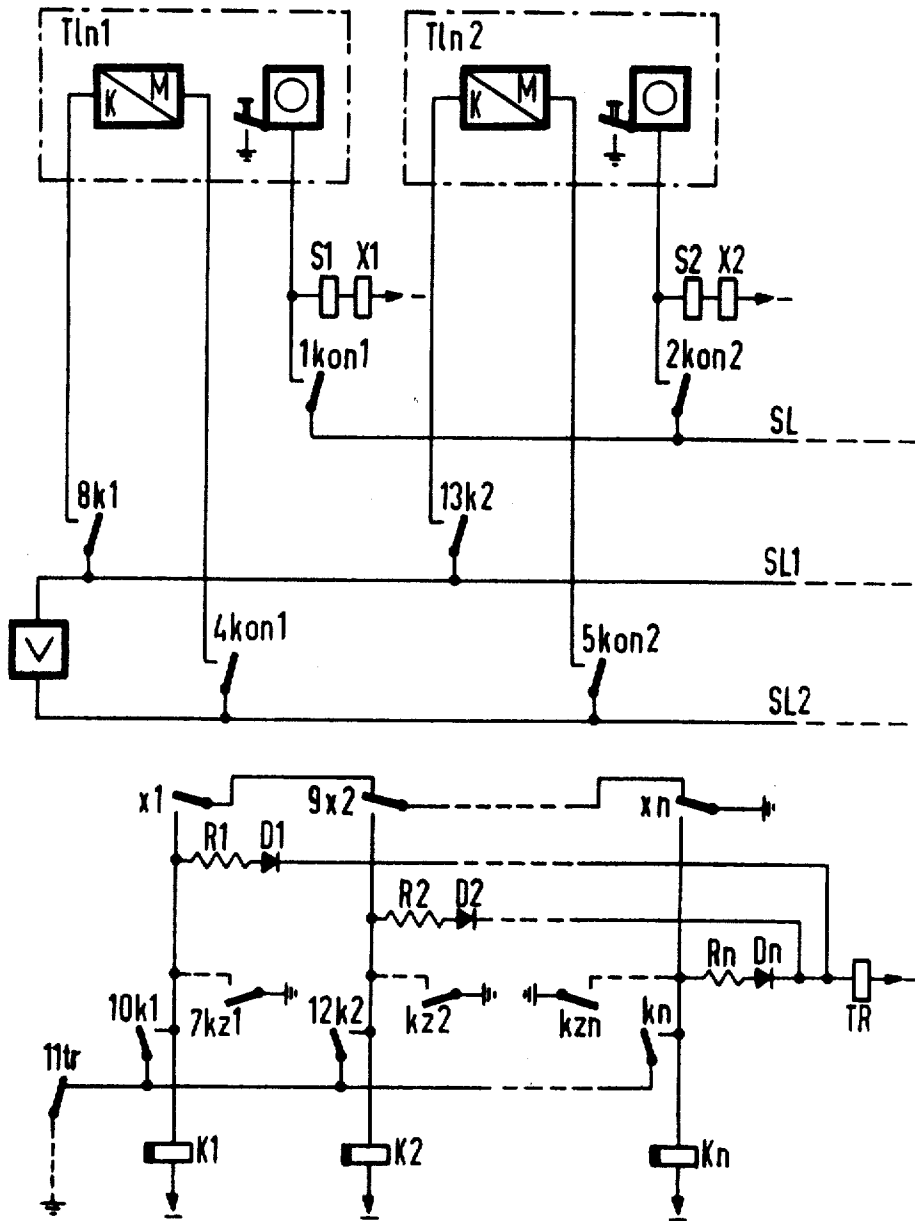 Tln1 Tln2
K M K M
S1 X1 S2 X2
1kon1 2kon2
SL
8k1 13k2
SL1
V
4kon1 5kon2
SL2
x1 9x2 xn
R1 D1
R2 D2
Rn Dn
10k1 7kz1 12k2 kz2 kzn kn TR
11tr
K1 K2 Kn